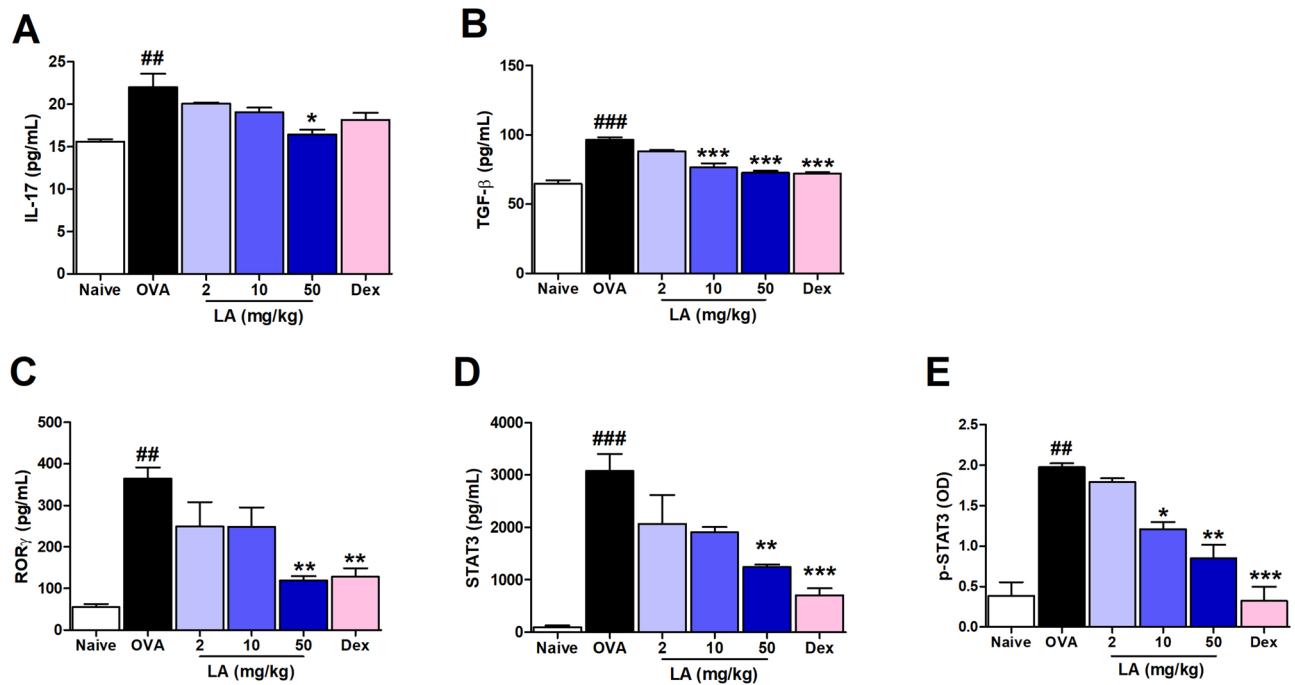 A
IL-17 (pg/mL)
25
20
15
10
5
0
##
*
Naive OVA 2 10 50 Dex
LA (mg/kg)
B
TGF-β (pg/mL)
150
100
50
0
###
*** *** ***
Naive OVA 2 10 50 Dex
LA (mg/kg)
C
RORγ (pg/mL)
500
400
300
200
100
0
##
** **
Naive OVA 2 10 50 Dex
LA (mg/kg)
D
STAT3 (pg/mL)
4000
3000
2000
1000
0
###
** ***
Naive OVA 2 10 50 Dex
LA (mg/kg)
E
p-STAT3 (OD)
2.5
2.0
1.5
1.0
0.5
0.0
##
* ** ***
Naive OVA 2 10 50 Dex
LA (mg/kg)